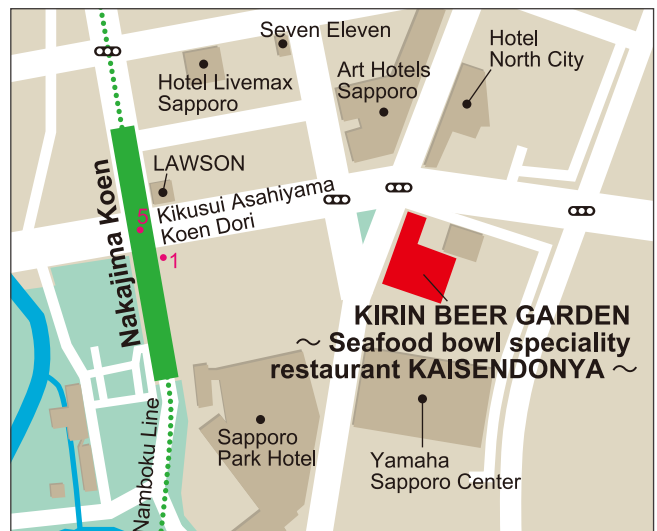 Seven Eleven
Hotel
North City
Hotel Livemax
Sapporo
Art Hotels
Sapporo
LAWSON
Kikusui Asahiyama
Koen Dori
5
1
Nakajima Koen
KIRIN BEER GARDEN
~ Seafood bowl speciality
restaurant KAISENDONYA ~
Sapporo
Park Hotel
Yamaha
Sapporo Center
Namboku Line